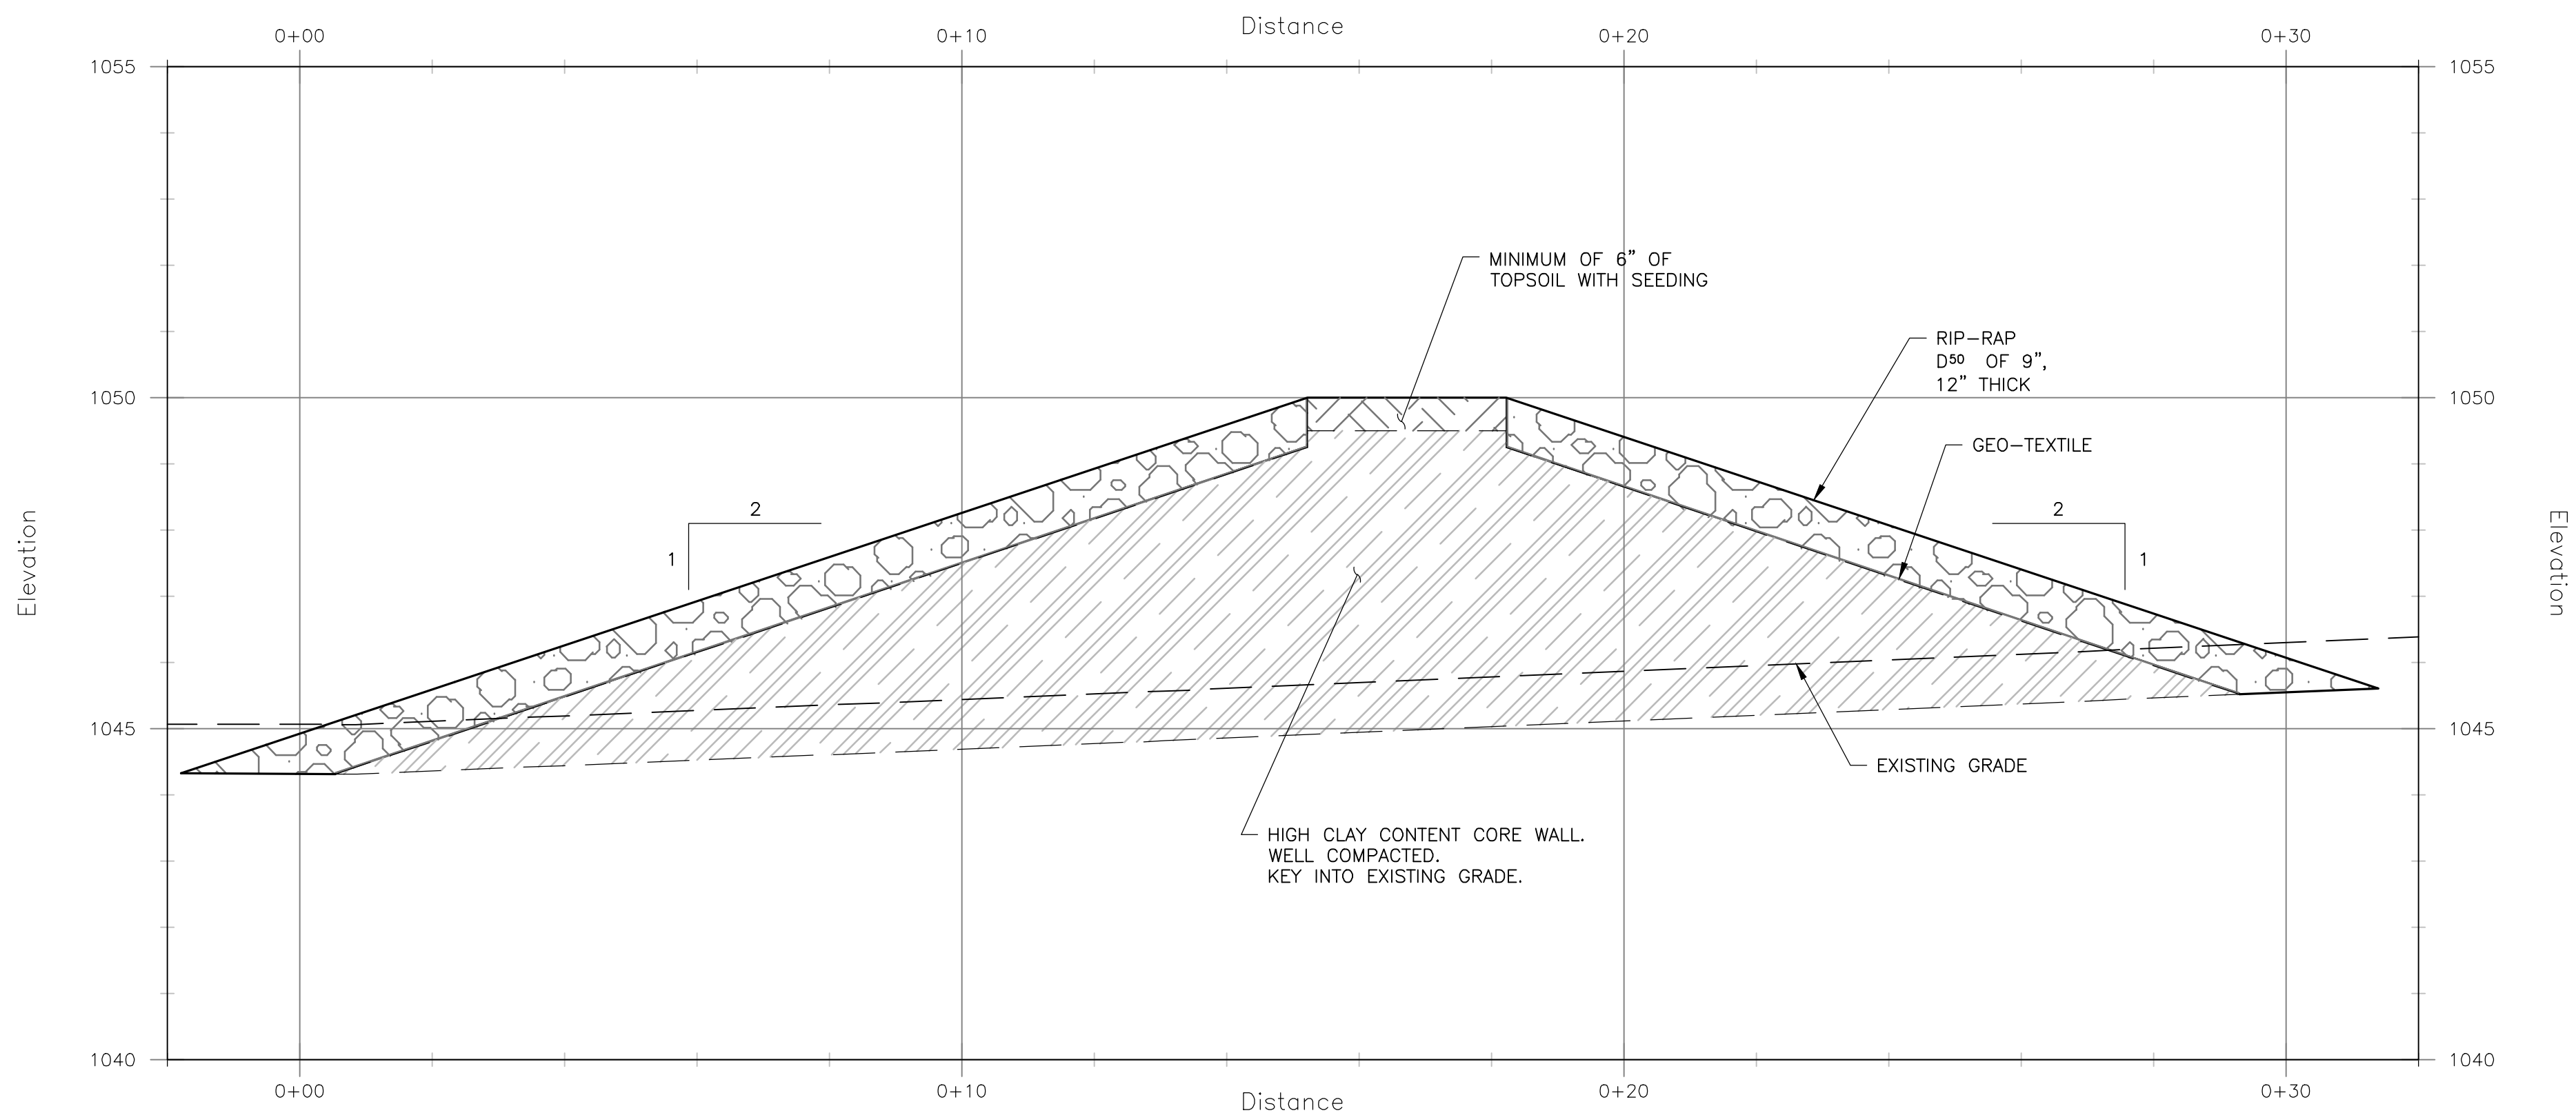 Distance
0+00 0+10 0+20 0+30
1055 1055
MINIMUM OF 6” OF
TOPSOIL WITH SEEDING
RIP-RAP
D50 OF 9”,
12” THICK
1050 1050
GEO-TEXTILE
2 2
1 1
Elevation Elevation
1045 1045
EXISTING GRADE
HIGH CLAY CONTENT CORE WALL.
WELL COMPACTED.
KEY INTO EXISTING GRADE.
1040 1040
0+00 0+10 0+20 0+30
Distance